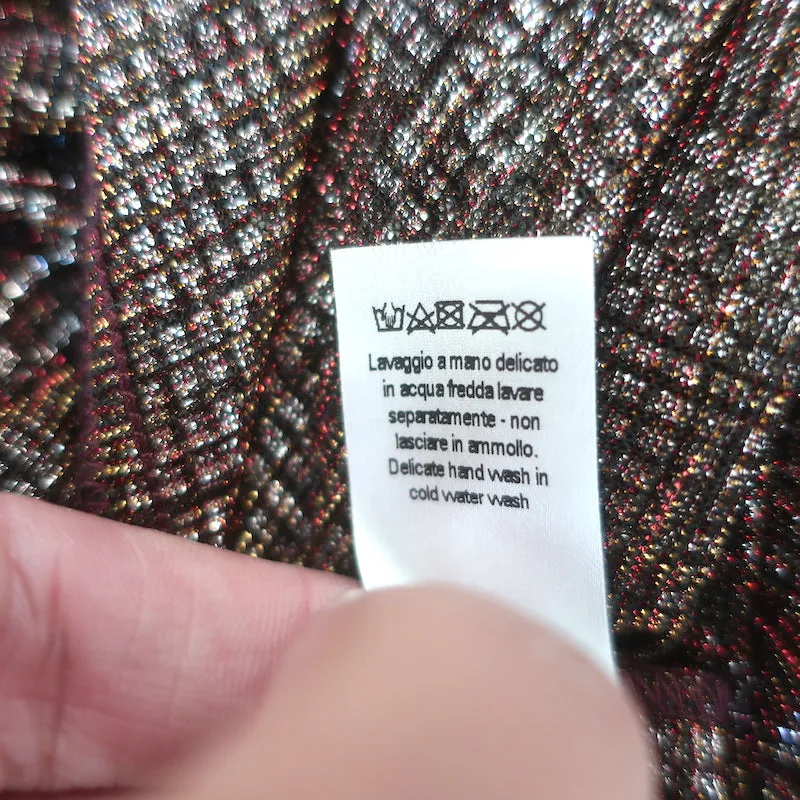 Lavaggio a mano delicato
in acqua fredda lavare
separatamente - non
lasciare in ammollo.
Delicate hand wash in
cold water wash